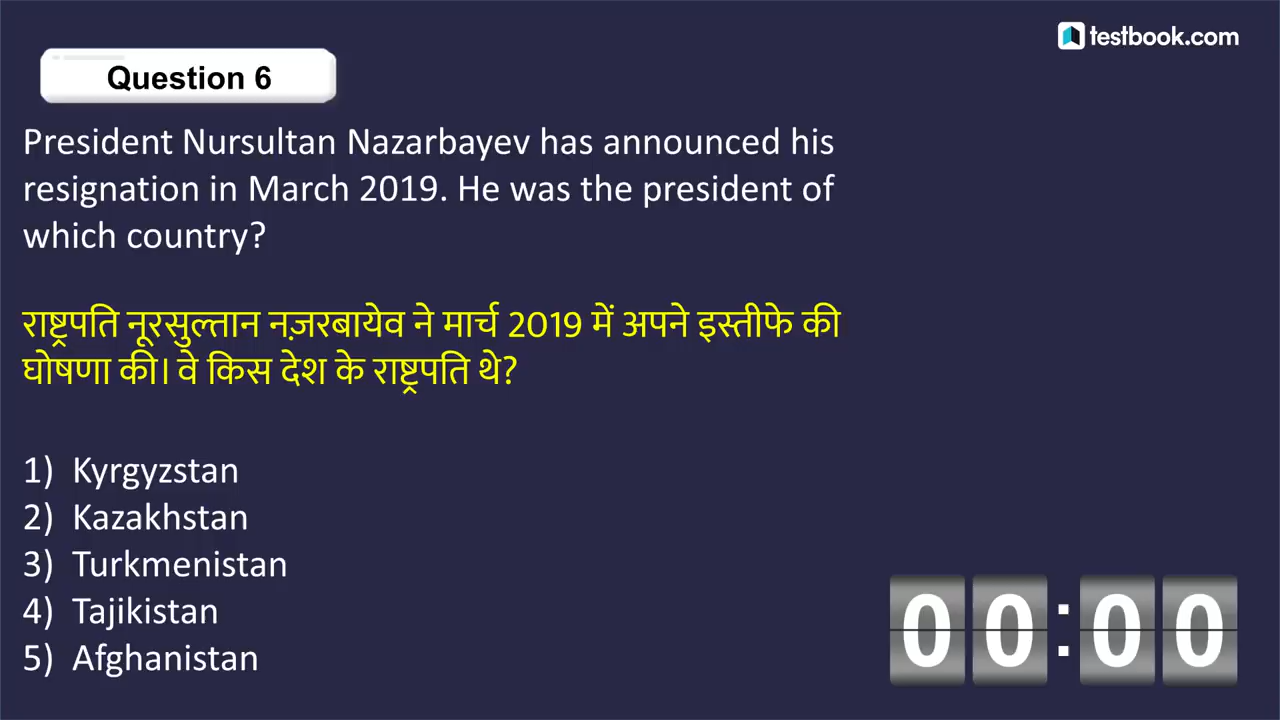 testbook.com
Question 6
President Nursultan Nazarbayev has announced his
resignation in March 2019. He was the president of
which country?
राष्ट्रपति नूरसुल्तान नज़रबायेव ने मार्च 2019 में अपने इस्तीफे की
घोषणा की। वे किस देश के राष्ट्रपति थे?
1) Kyrgyzstan
2) Kazakhstan
3) Turkmenistan
4) Tajikistan
5) Afghanistan
00:00